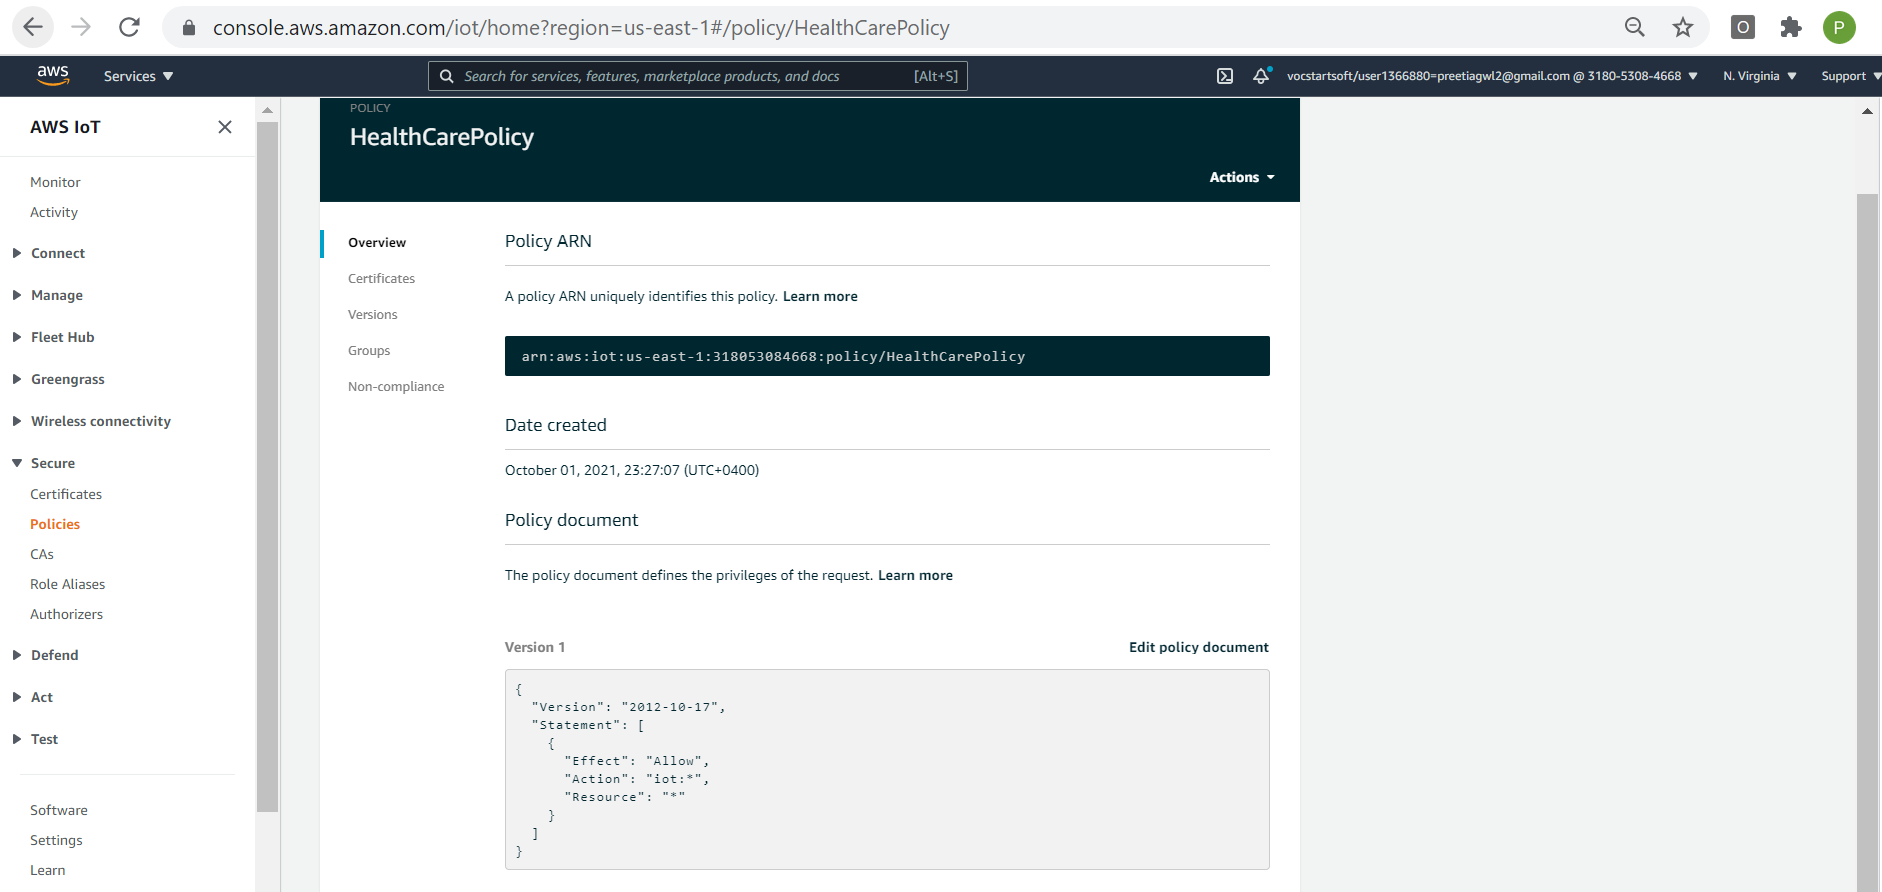 console.aws.amazon.com/iot/home?region=us-east-1#/policy/HealthCarePolicy
O
P
aws
Services
Search for services, features, marketplace products, and docs [Alt+S]
vocstartsoft/user1366880=preetiagwl2@gmail.com @ 3180-5308-4668
N. Virginia
Support
AWS IoT
Monitor
Activity
Connect
Manage
Fleet Hub
Greengrass
Wireless connectivity
Secure
Certificates
Policies
CAs
Role Aliases
Authorizers
Defend
Act
Test
Software
Settings
Learn
POLICY
HealthCarePolicy
Actions
Overview
Certificates
Versions
Groups
Non-compliance
Policy ARN
A policy ARN uniquely identifies this policy. Learn more
arn:aws:iot:us-east-1:318053084668:policy/HealthCarePolicy
Date created
October 01, 2021, 23:27:07 (UTC+0400)
Policy document
The policy document defines the privileges of the request. Learn more
Version 1
Edit policy document
{
"Version": "2012-10-17",
"Statement": [
{
"Effect": "Allow",
"Action": "iot:*",
"Resource": "*"
}
]
}